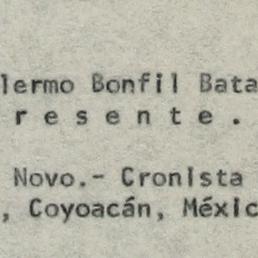 lermo Bonfil Bata
r e s e n t e .
Novo.- Cronista
, Coyoacán, Méxic